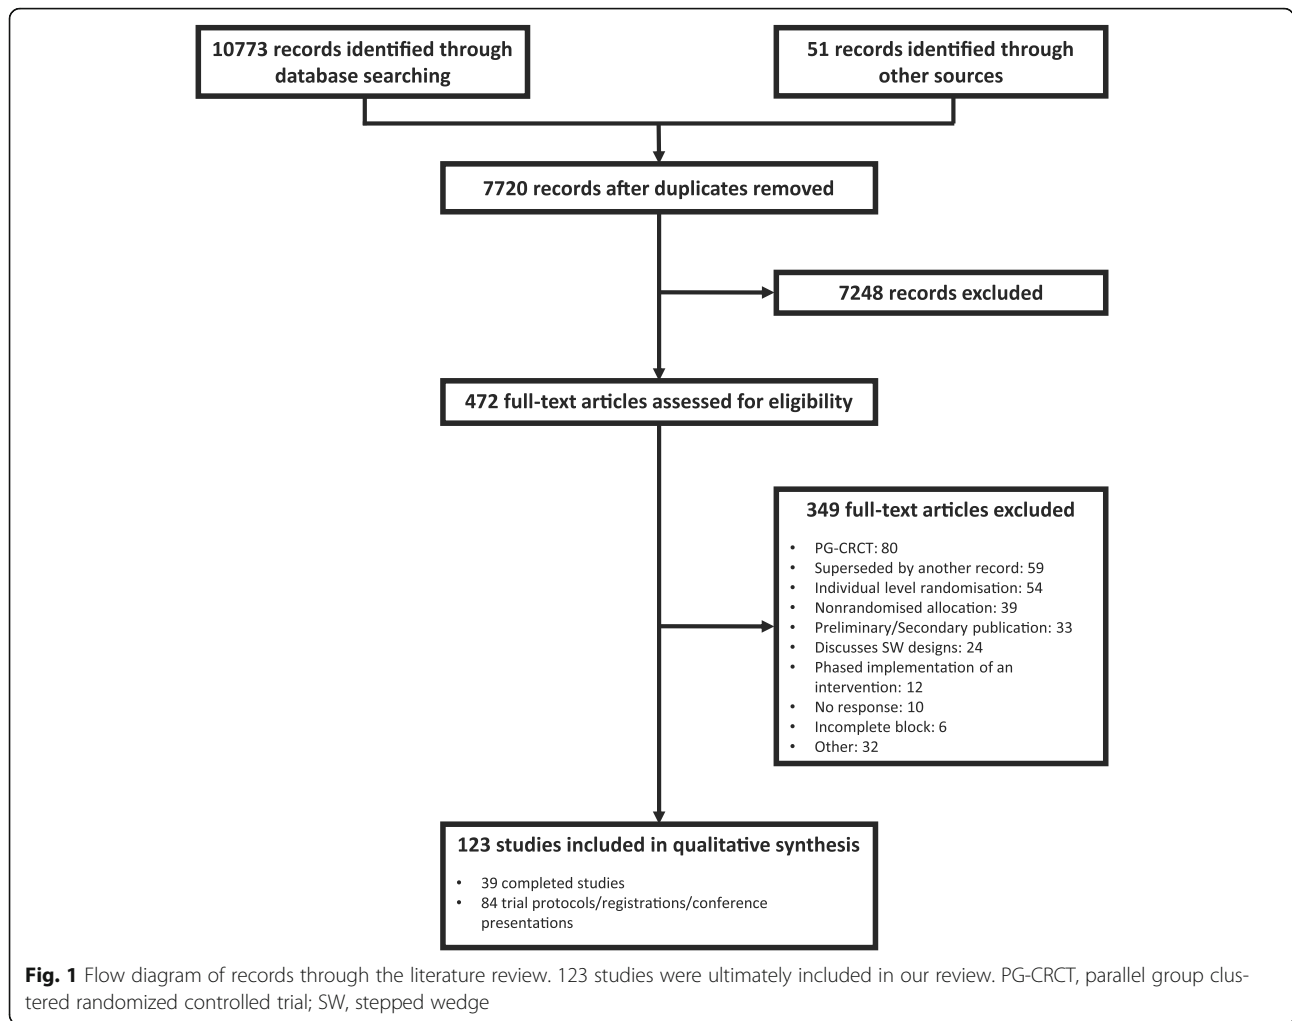 10773 records identified through
database searching
51 records identified through
other sources
7720 records after duplicates removed
7248 records excluded
472 full-text articles assessed for eligibility
349 full-text articles excluded
• PG-CRCT: 80
• Superseded by another record: 59
• Individual level randomisation: 54
• Nonrandomised allocation: 39
• Preliminary/Secondary publication: 33
• Discusses SW designs: 24
• Phased implementation of an
intervention: 12
• No response: 10
• Incomplete block: 6
• Other: 32
123 studies included in qualitative synthesis
• 39 completed studies
• 84 trial protocols/registrations/conference
presentations
Fig. 1 Flow diagram of records through the literature review. 123 studies were ultimately included in our review. PG-CRCT, parallel group clus-
tered randomized controlled trial; SW, stepped wedge